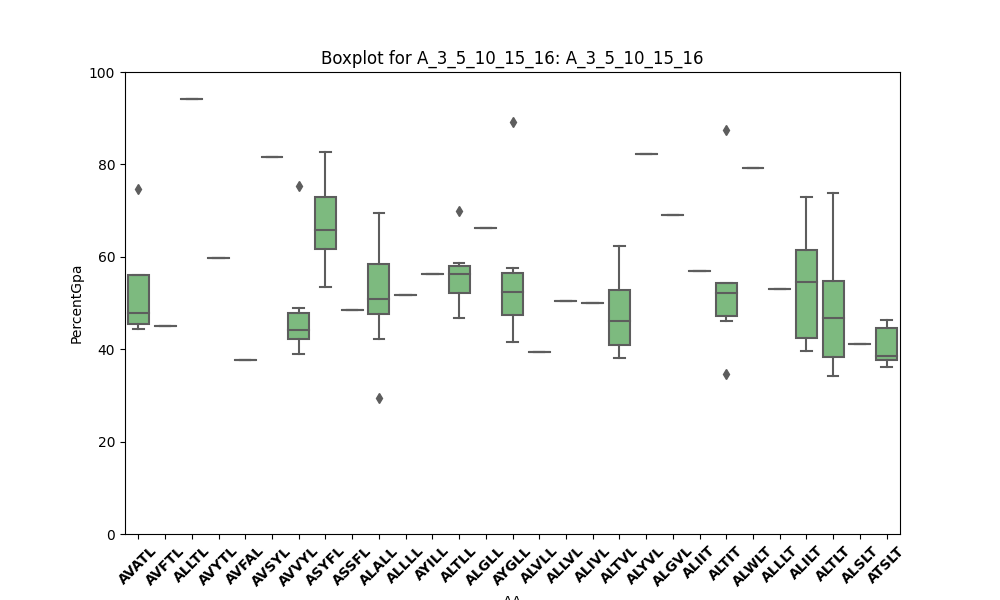 Boxplot for A_3_5_10_15_16: A_3_5_10_15_16
100
80
60
40
20
0
PercentGpa
AVATL AVFTL ALLTL AVYTL AVFAL AVSYL AVVYL ASYFL ASSFL ALALL ALLLL AYILL ALTLL ALGLL AYGLL ALVLL ALLVL ALIVL ALTVL ALYVL ALGVL ALIIT ALTIT ALWLT ALLLT ALILT ALTLT ALSLT ATSLT
AA